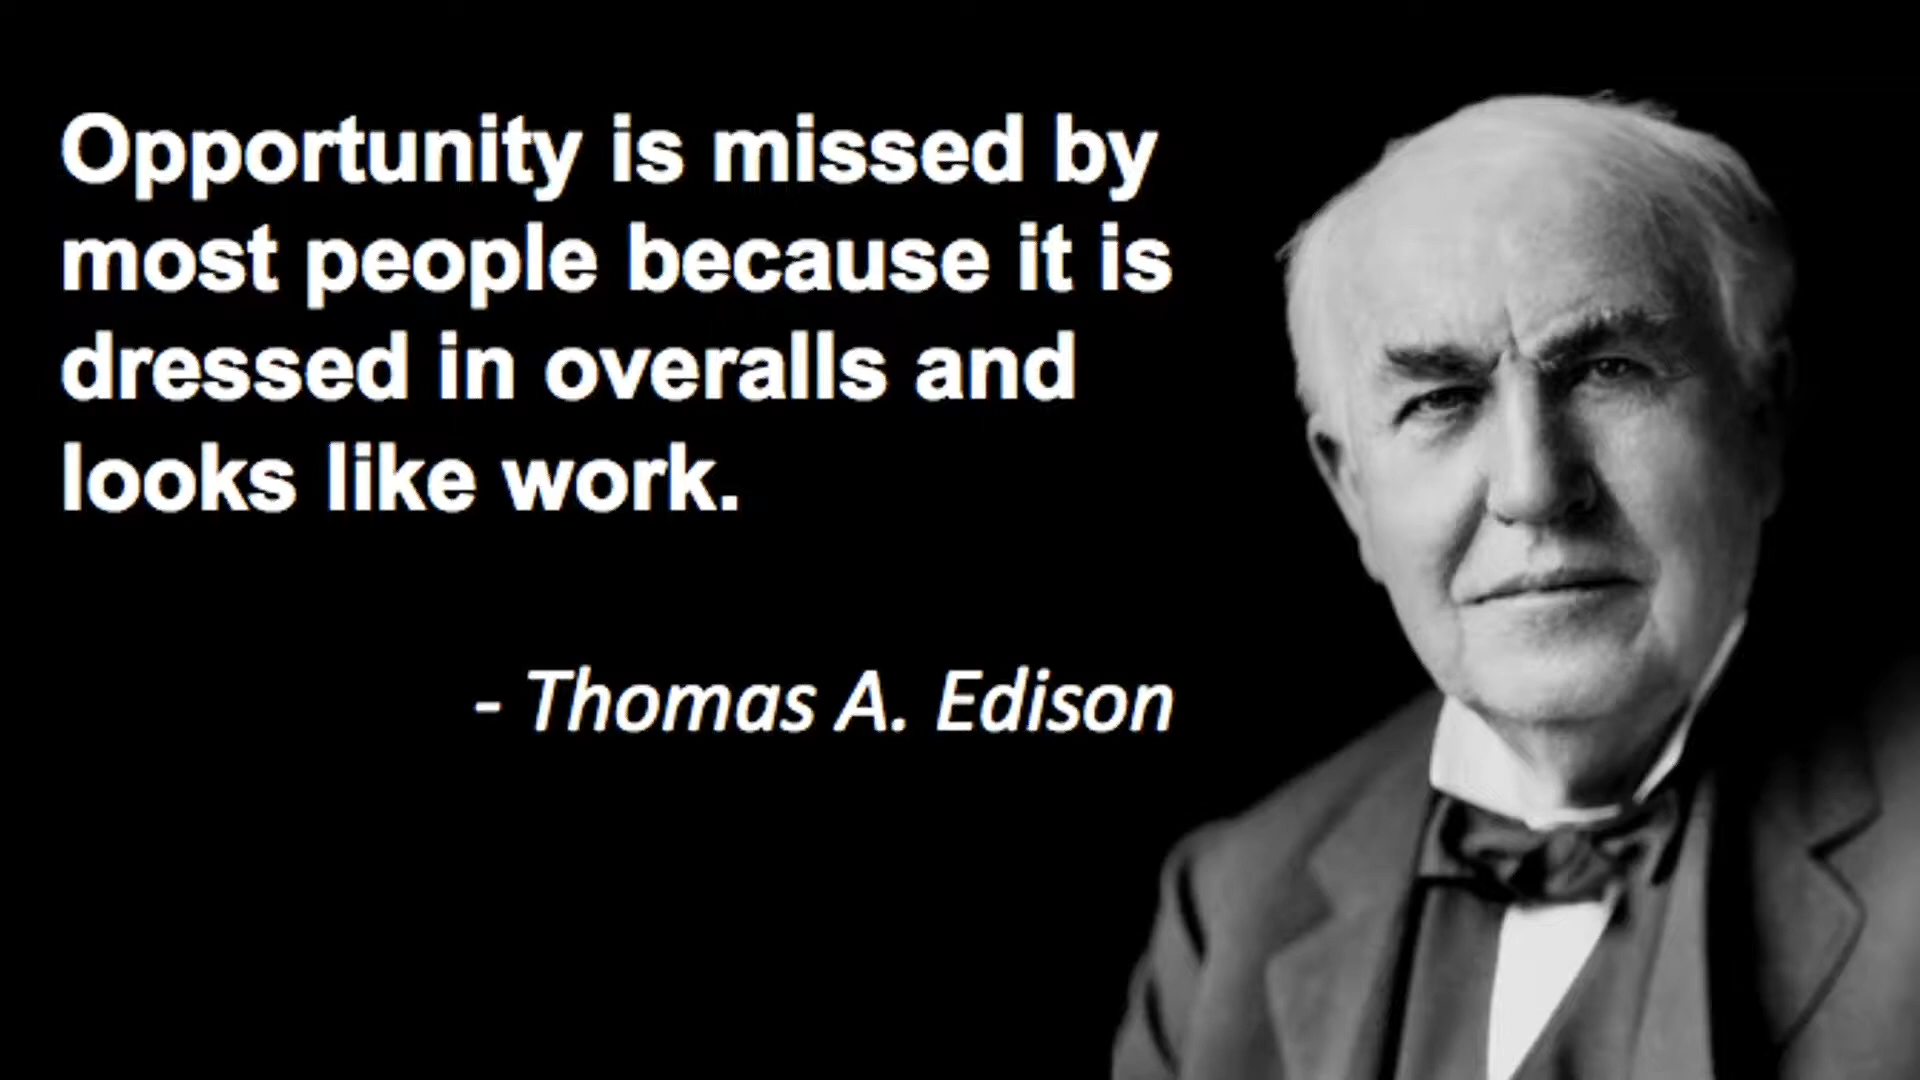 Opportunity is missed by
most people because it is
dressed in overalls and
looks like work.
- Thomas A. Edison